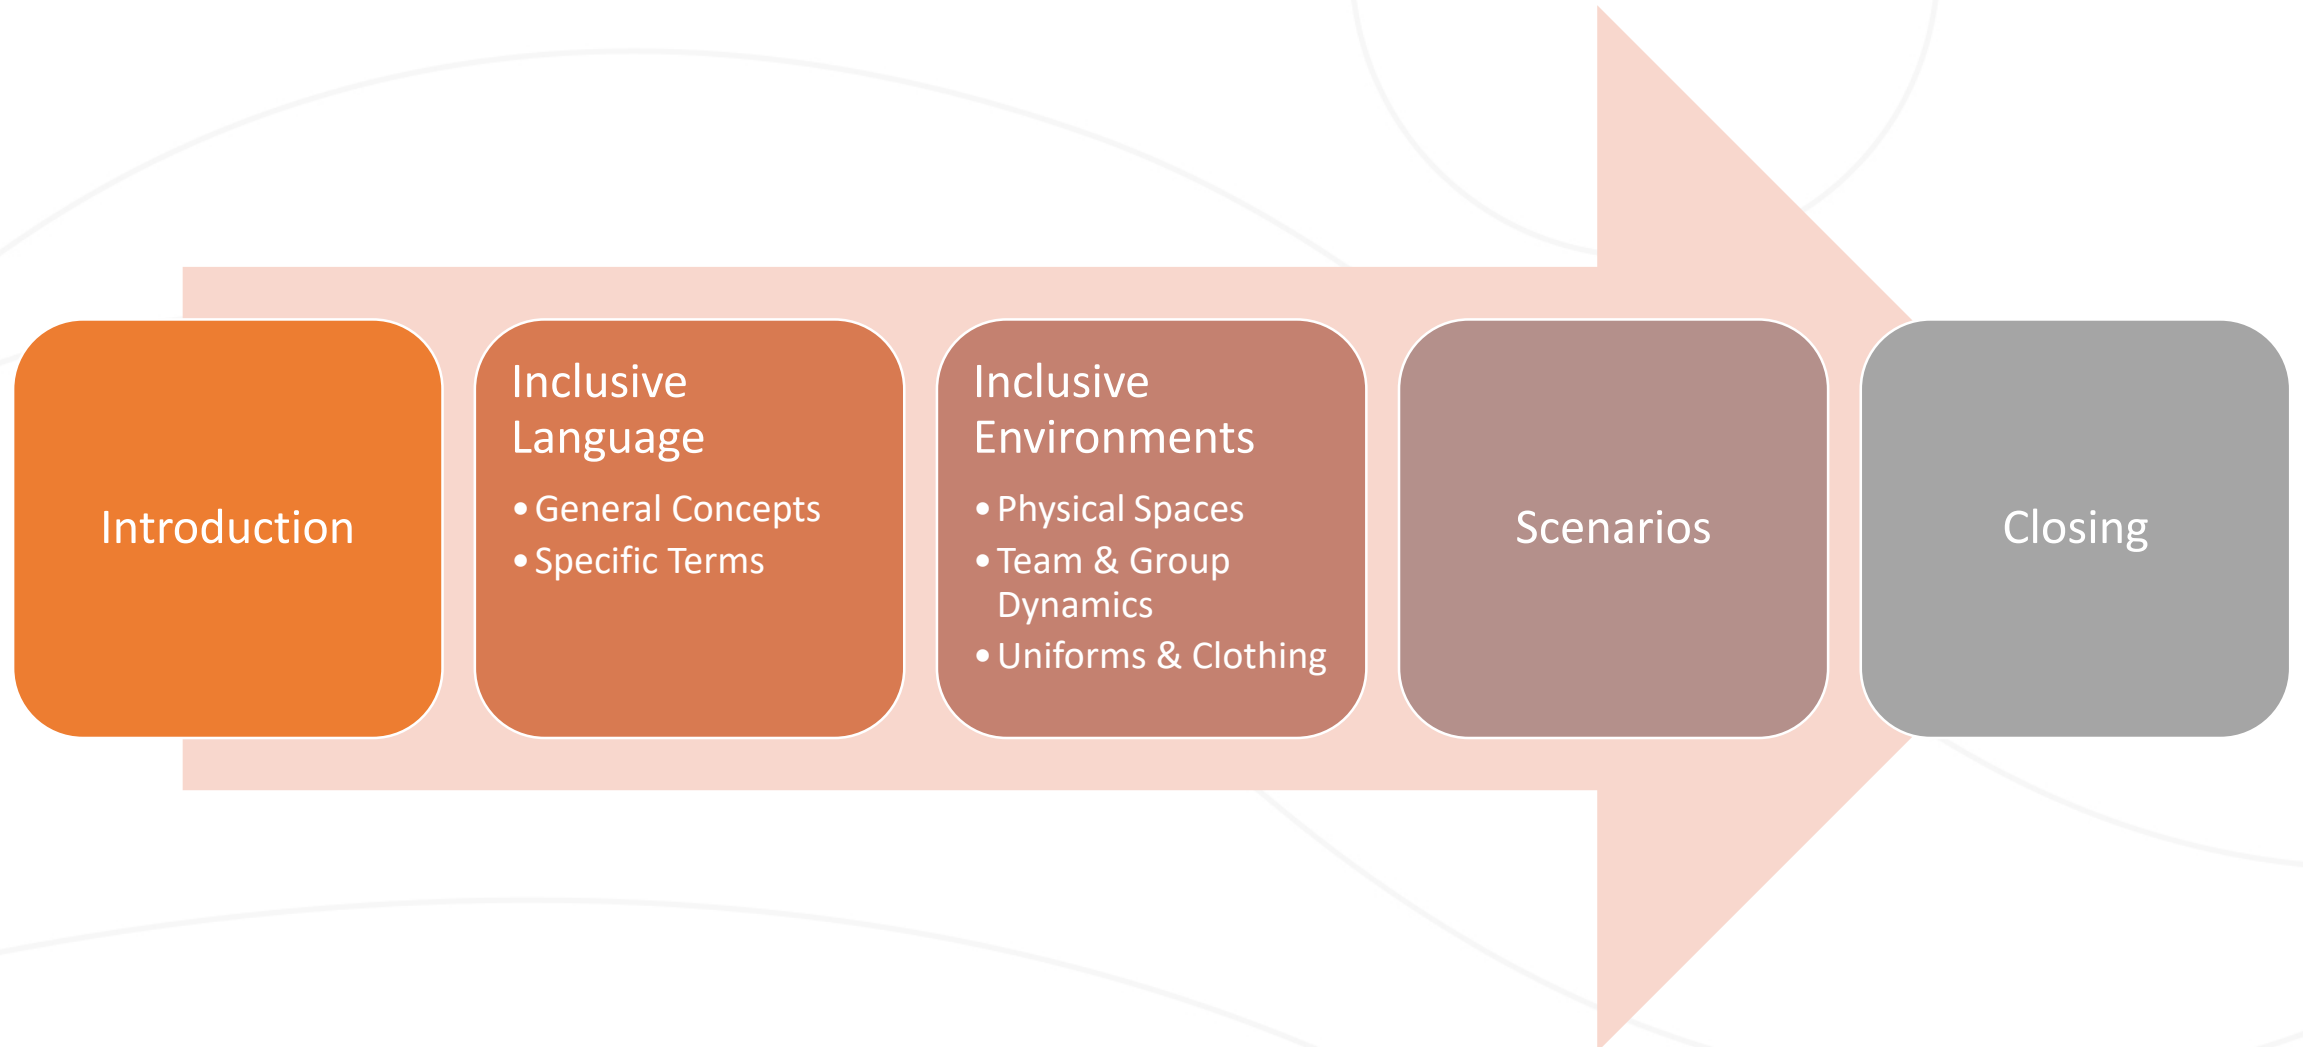 Introduction
Inclusive
Language
• General Concepts
• Specific Terms
Inclusive
Environments
• Physical Spaces
• Team & Group
Dynamics
• Uniforms & Clothing
Scenarios
Closing